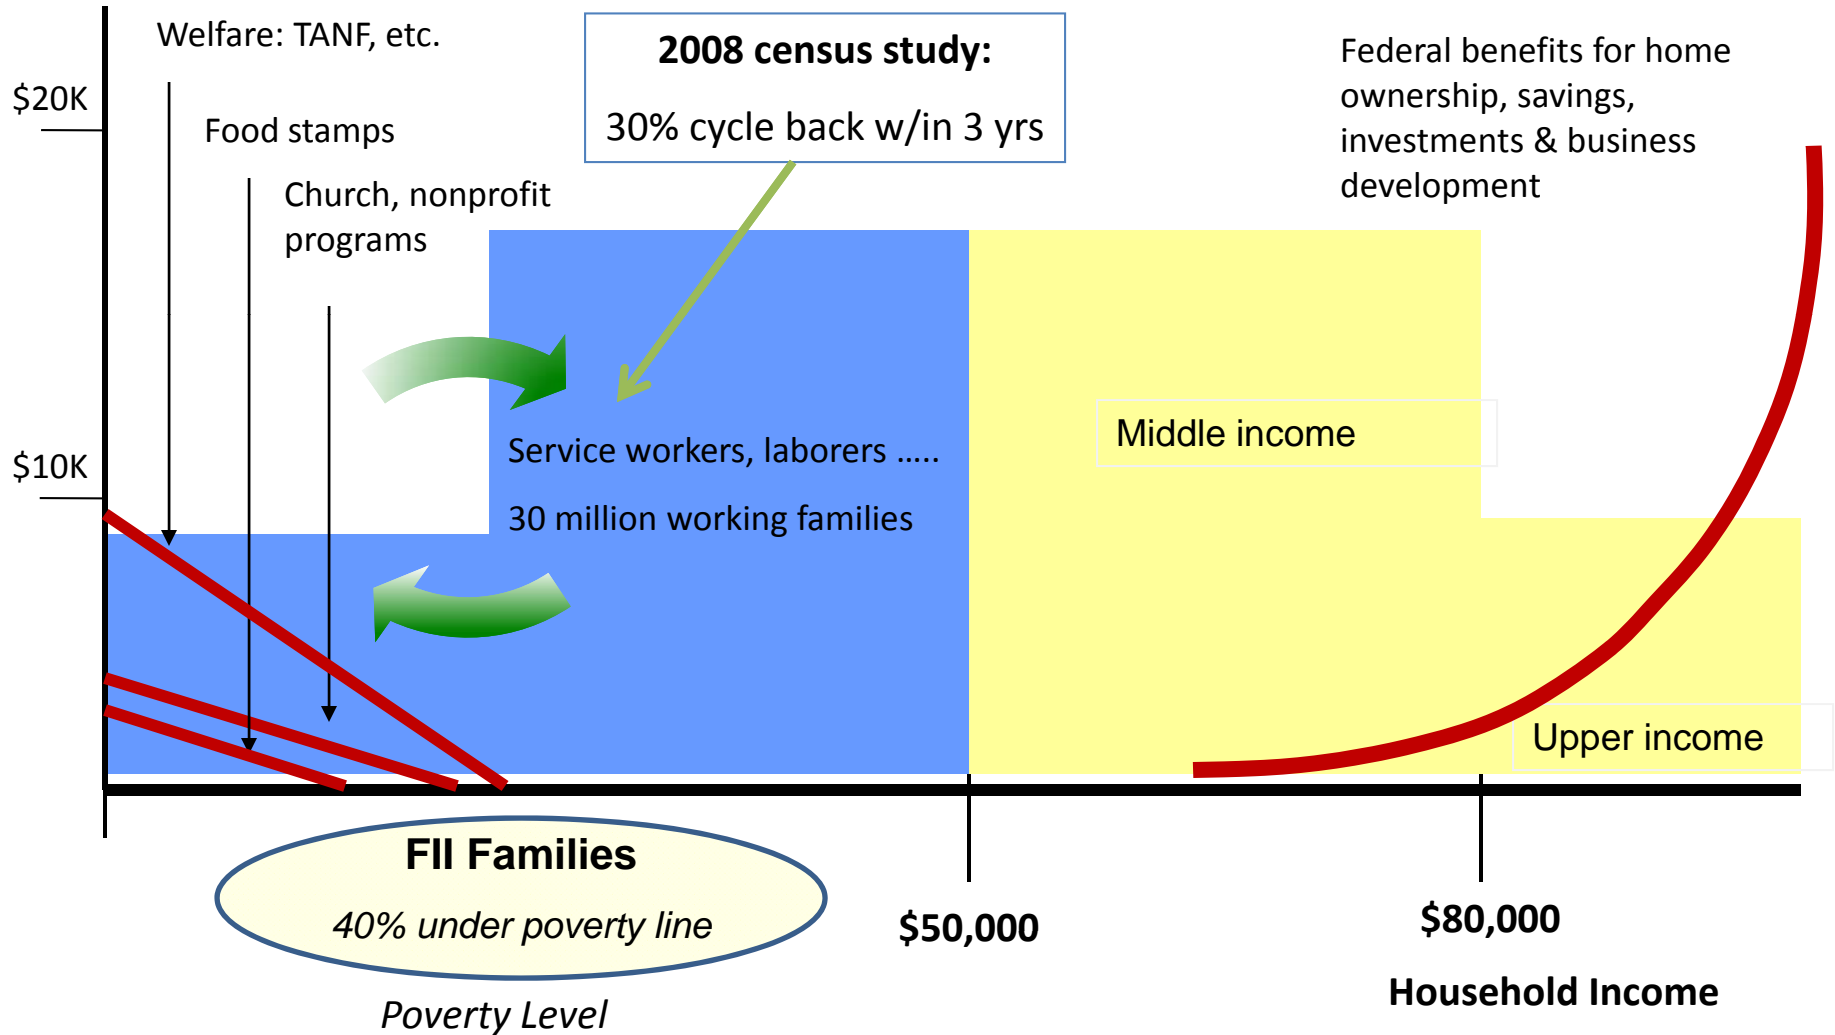 Welfare: TANF, etc.
2008 census study:
30% cycle back w/in 3 yrs
Federal benefits for home
ownership, savings,
investments & business
development
$20K
Food stamps
Church, nonprofit
programs
$10K
Service workers, laborers …..
30 million working families
Middle income
Upper income
FII Families
40% under poverty line
$50,000
$80,000
Household Income
Poverty Level